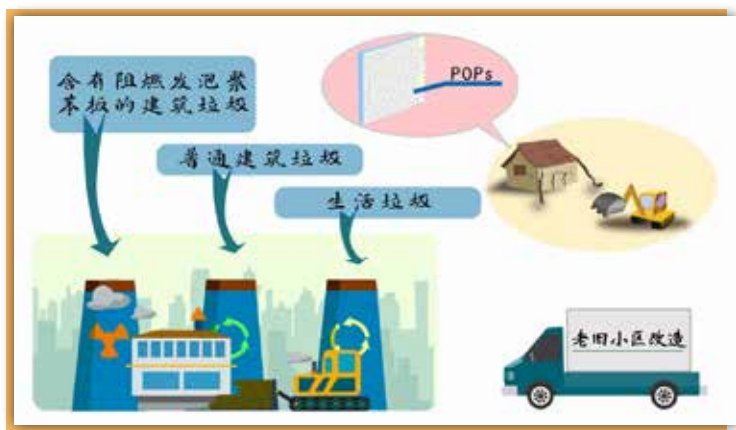 含有阻燃发泡聚
苯板的建筑垃圾
普通建筑垃圾
生活垃圾
POPs
老旧小区改造